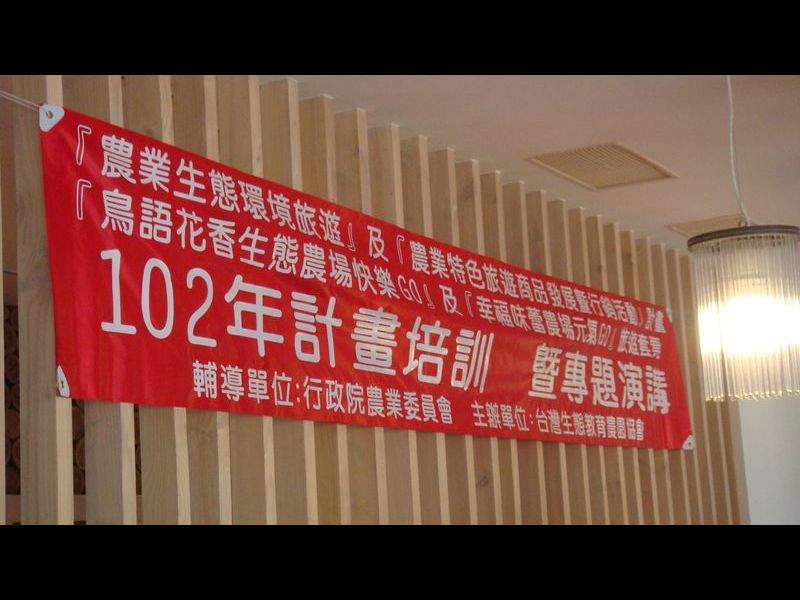 『農業生態環境旅遊』及『農業特色旅遊商品發展暨行銷活動』計畫
『鳥語花香生態農場快樂GO』及『幸福味蕾農場元氣GO』旅遊套票
102年計畫培訓 暨專題演講
輔導單位:行政院農業委員會 主辦單位:台灣生態教育農園協會